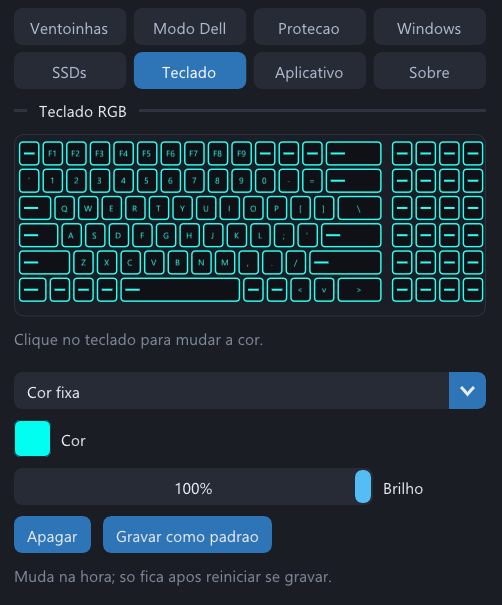 Ventoinhas Modo Dell Protecao Windows
SSDs Teclado Aplicativo Sobre
Teclado RGB
F1 F2 F3 F4 F5 F6 F7 F8 F9
` 1 2 3 4 5 6 7 8 9 0 - =
Q W E R T Y U I O P [ ] \
A S D F G H J K L ; '
Z X C V B N M , . /
< v >
Clique no teclado para mudar a cor.
Cor fixa
Cor
100% Brilho
Apagar Gravar como padrao
Muda na hora; so fica apos reiniciar se gravar.